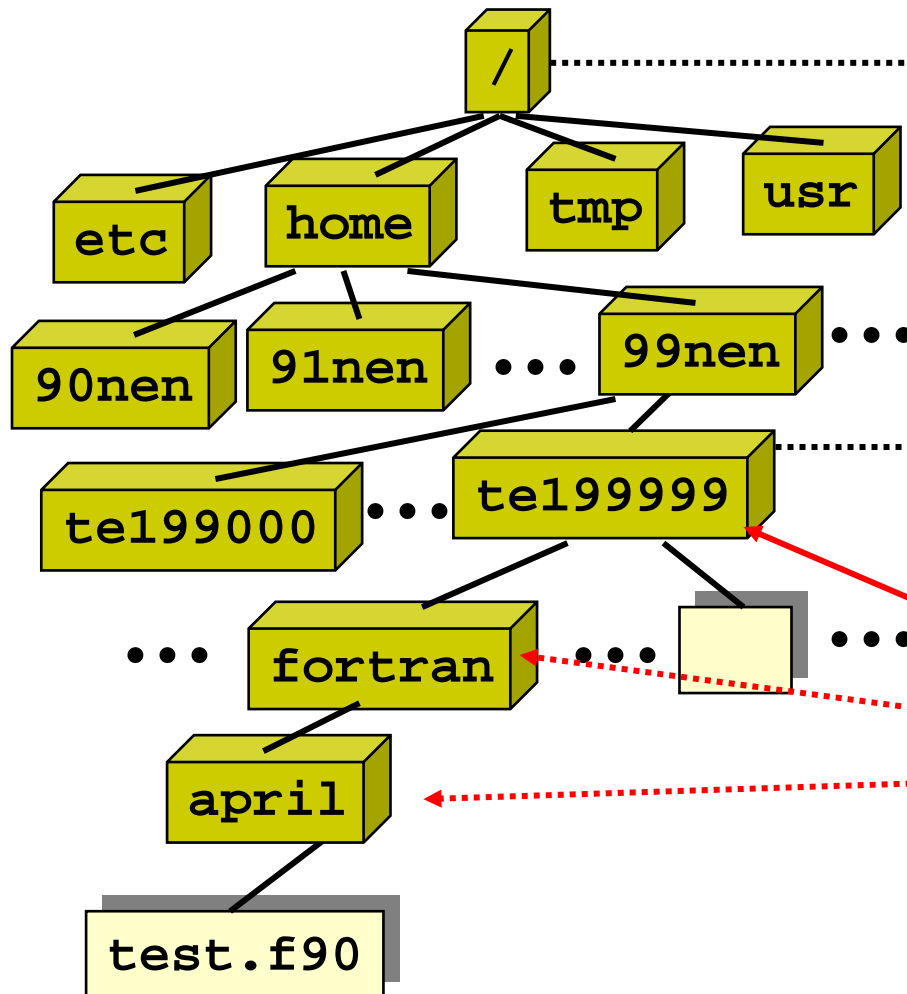 /
etc
home
tmp
usr
90nen
91nen
99nen
te199000
te199999
fortran
april
test.f90